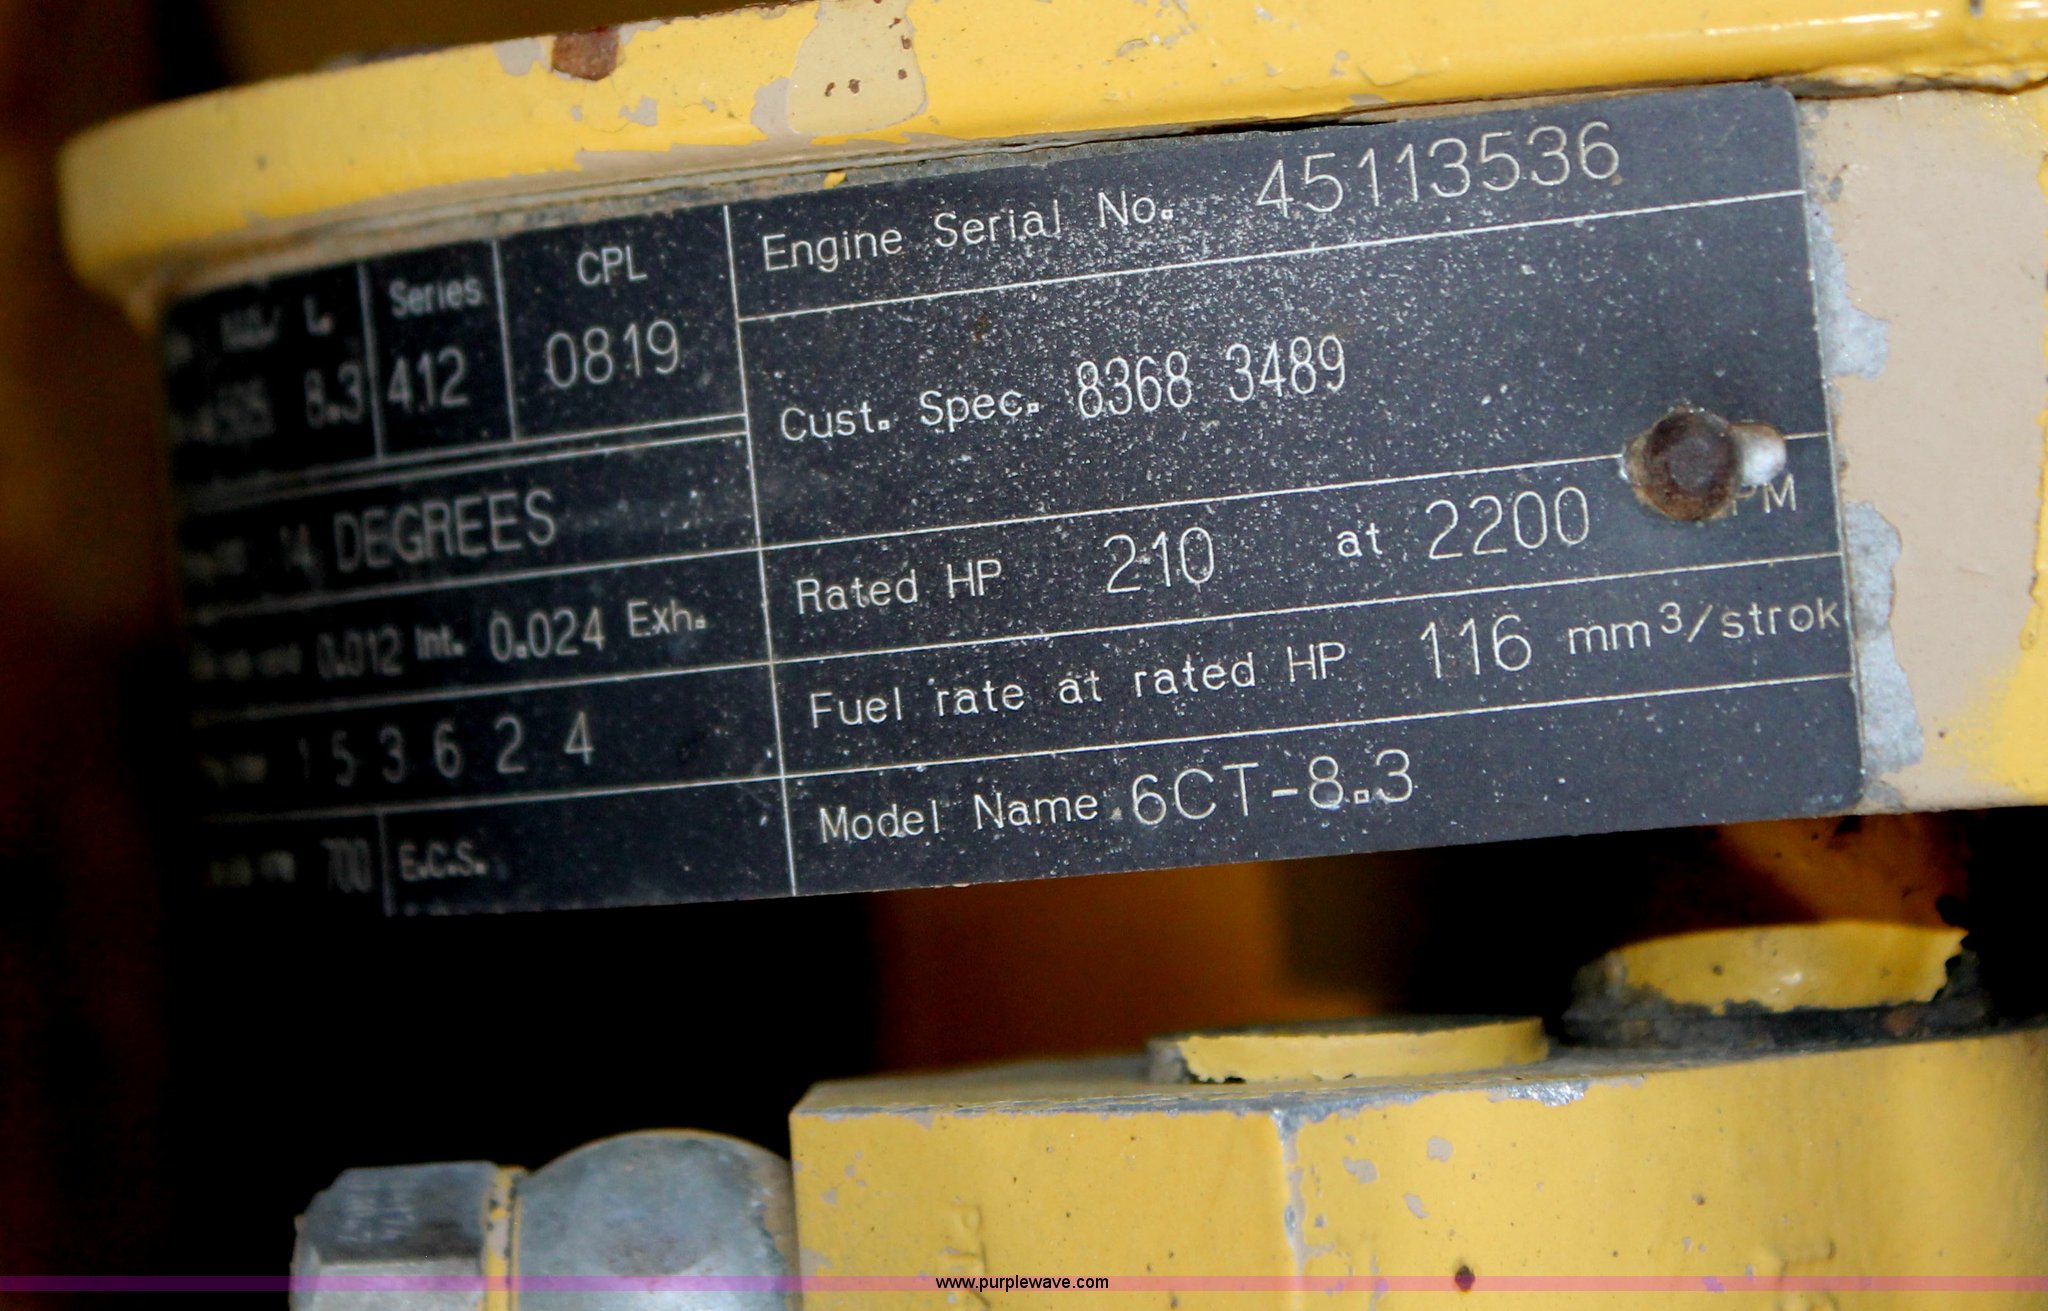 Engine Serial No. 45113536
L.
8.3
Series
412
CPL
0819
Cust. Spec. 8368 3489
DEGREES
Rated HP 210 at 2200
0.012 Int. 0.024 Exh.
Fuel rate at rated HP 116 mm³/strok
1 5 3 6 2 4
Model Name 6CT-8.3
700 E.C.S.
www.purplewave.com